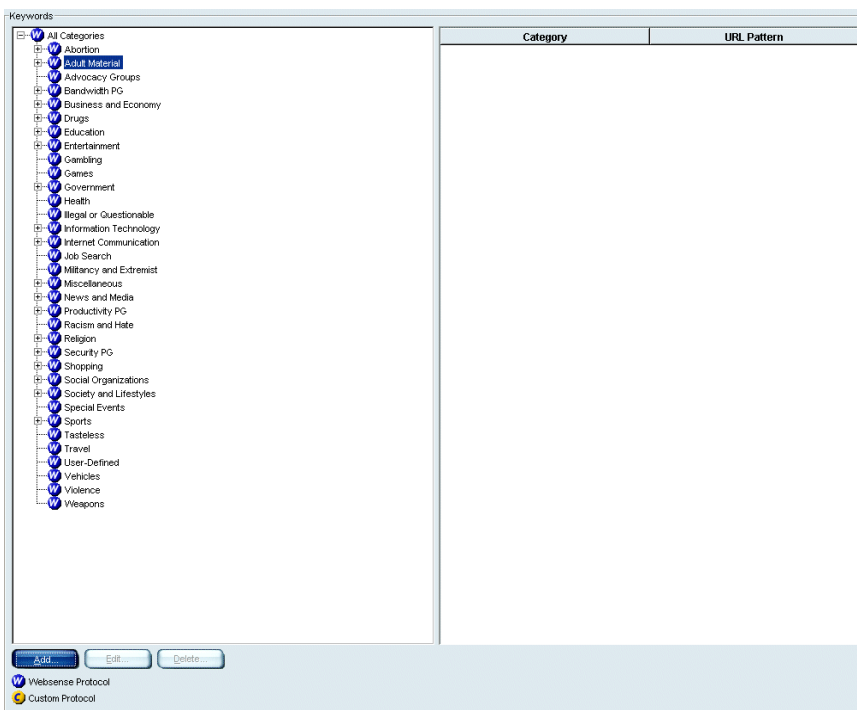 Keywords
All Categories
Abortion
Adult Material
Advocacy Groups
Bandwidth PG
Business and Economy
Drugs
Education
Entertainment
Gambling
Games
Government
Health
Illegal or Questionable
Information Technology
Internet Communication
Job Search
Militancy and Extremist
Miscellaneous
News and Media
Productivity PG
Racism and Hate
Religion
Security PG
Shopping
Social Organizations
Society and Lifestyles
Special Events
Sports
Tasteless
Travel
User-Defined
Vehicles
Violence
Weapons
Category URL Pattern
Add... Edit... Delete...
W Websense Protocol
C Custom Protocol